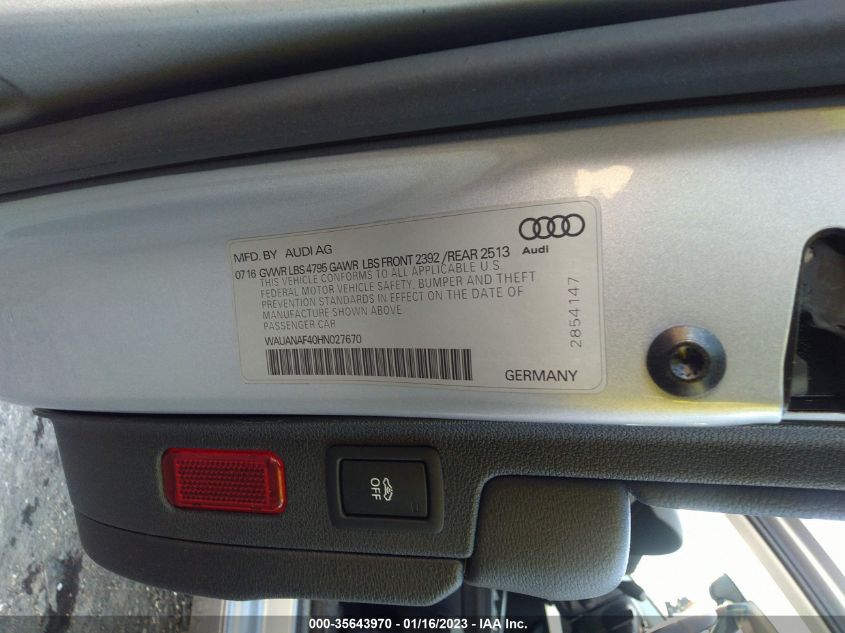 MFD. BY AUDI AG
Audi
07 16 GVWR LBS 4795 GAWR LBS FRONT 2392 /REAR 2513
THIS VEHICLE CONFORMS TO ALL APPLICABLE U.S
FEDERAL MOTOR VEHICLE SAFETY, BUMPER AND THEFT
PREVENTION STANDARDS IN EFFECT ON THE DATE OF
MANUFACTURE SHOWN ABOVE
PASSENGER CAR
WAUANAF40HN027670
GERMANY
2854147
OFF
000-35643970 - 01/16/2023 - IAA Inc.